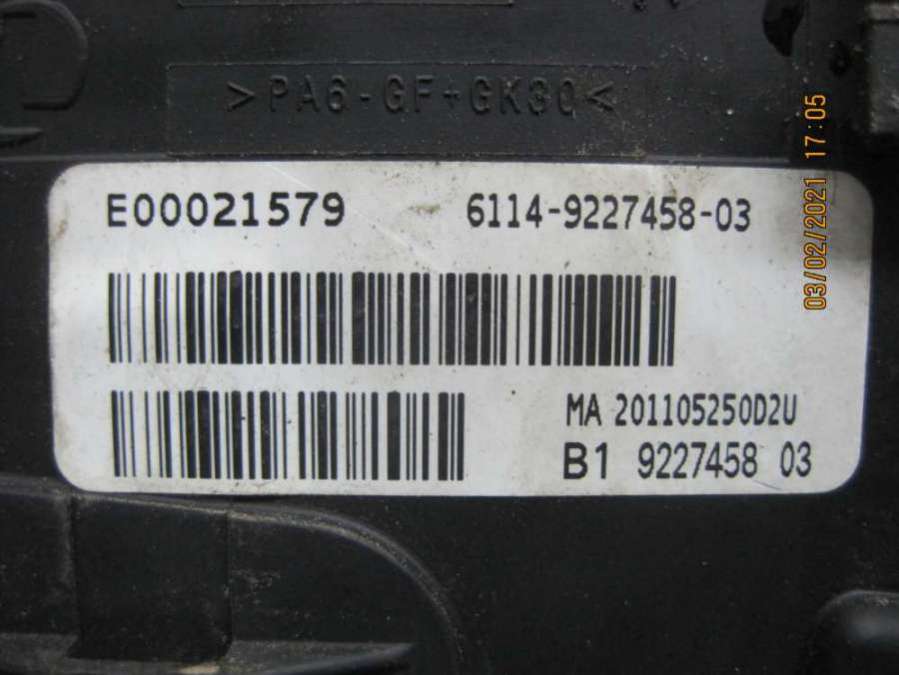 >PA6-GF+GK30<
E00021579 6114-9227458-03
MA 201105250D2U
B1 9227458 03
03/02/2021 17:05